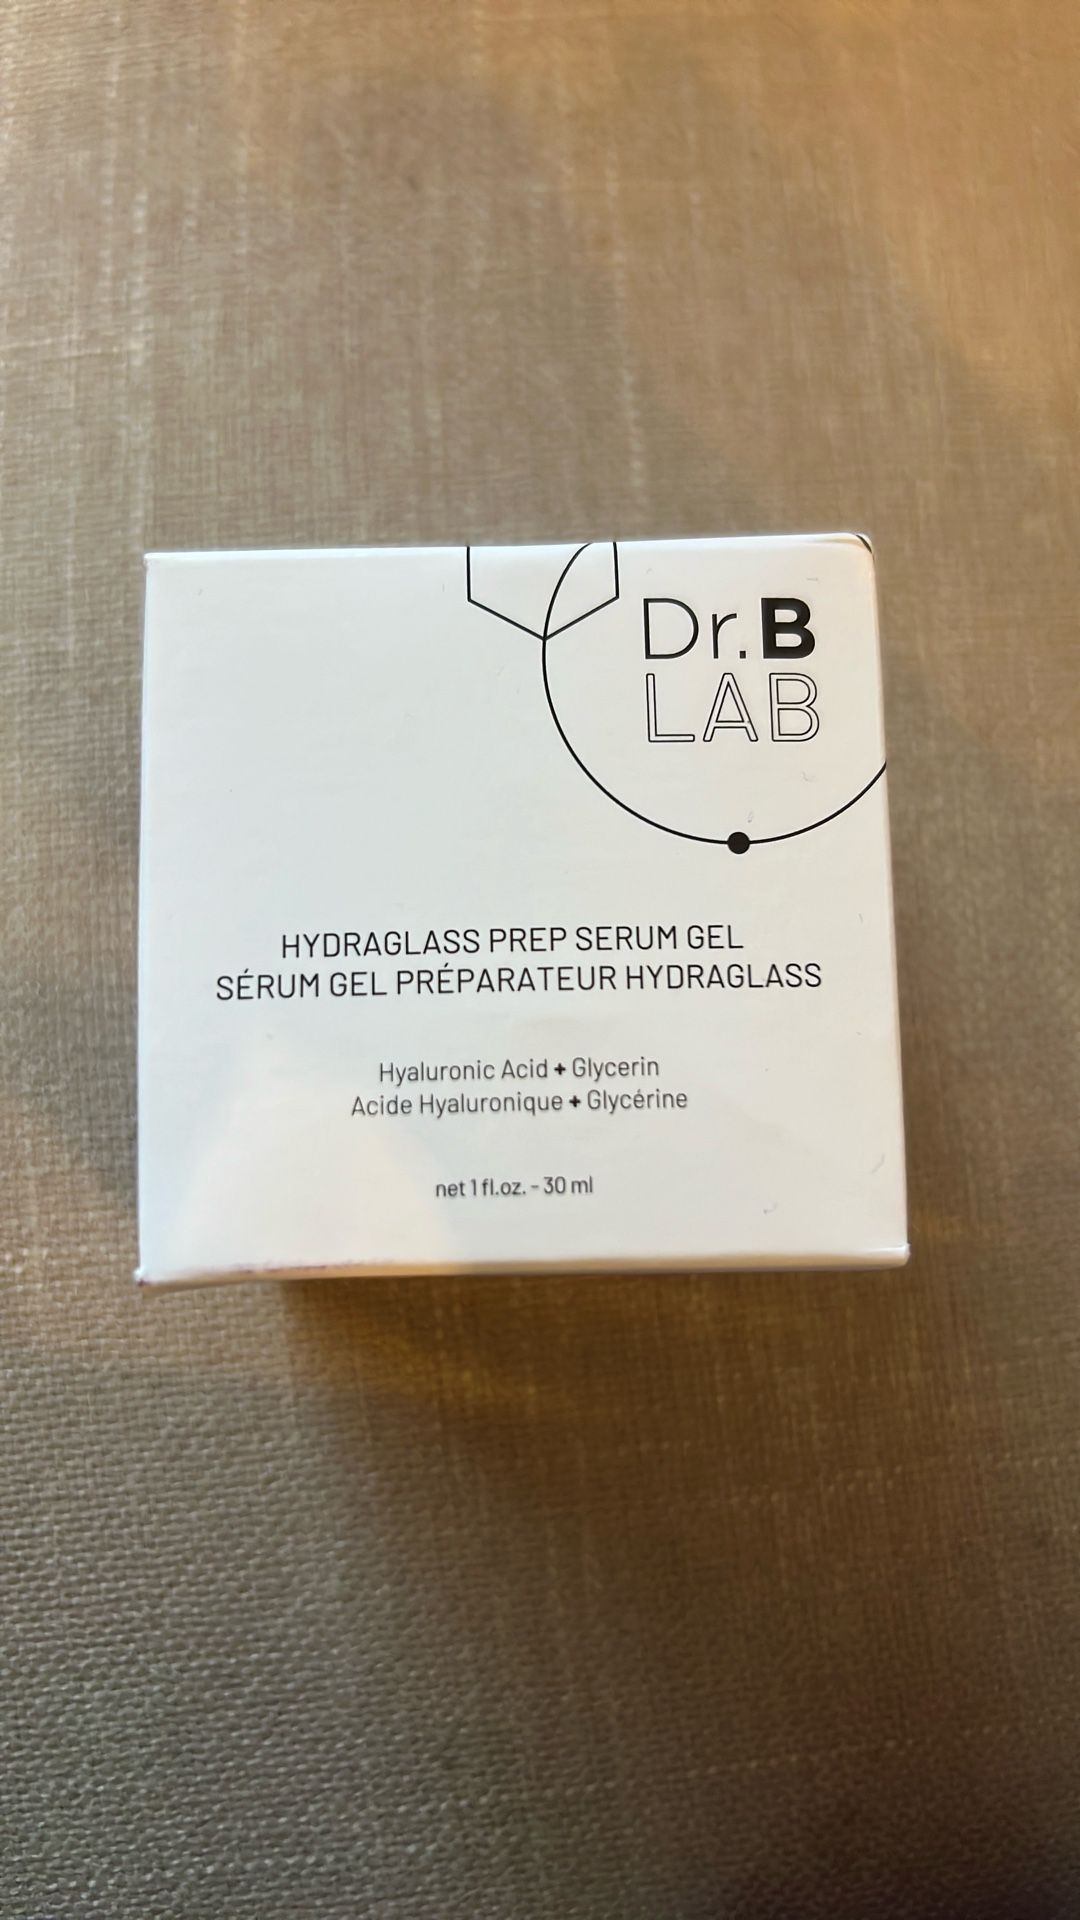 Dr.B
LAB
HYDRAGLASS PREP SERUM GEL
SÉRUM GEL PRÉPARATEUR HYDRAGLASS
Hyaluronic Acid + Glycerin
Acide Hyaluronique + Glycérine
net 1 fl.oz. - 30 ml